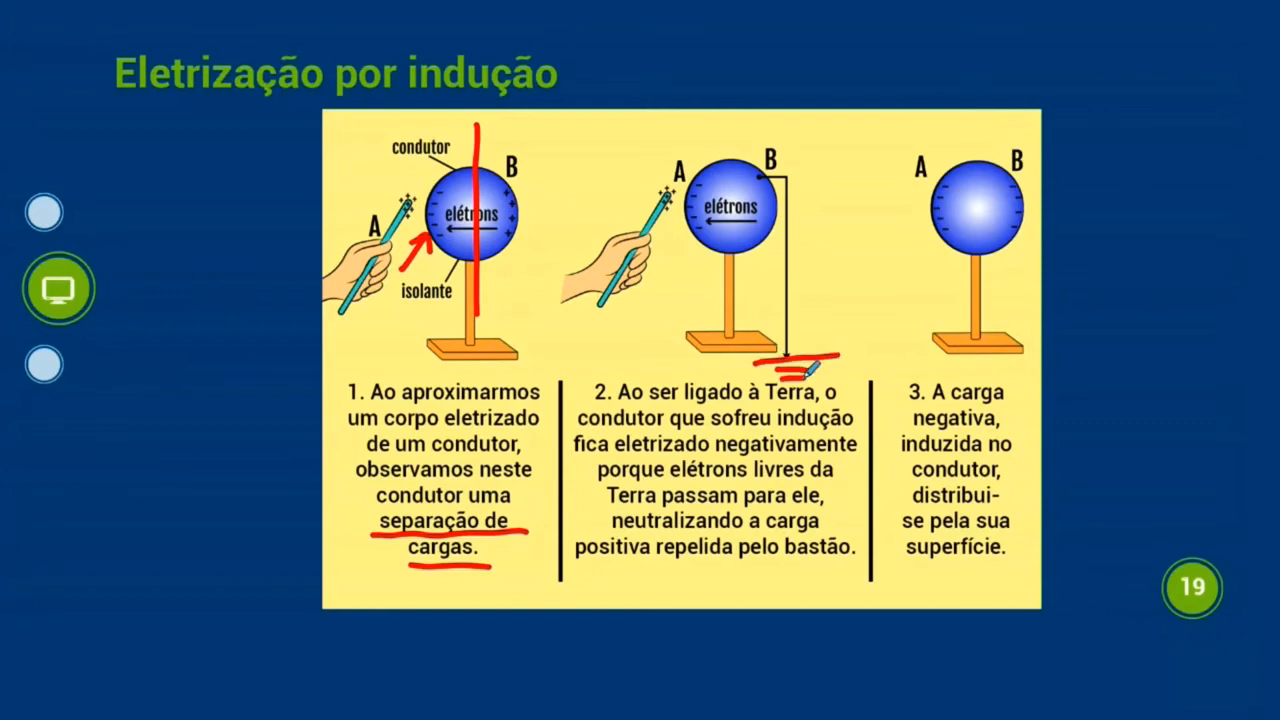 Eletrização por indução
condutor
B
elétrons
A
isolante
1. Ao aproximarmos
um corpo eletrizado
de um condutor,
observamos neste
condutor uma
separação de
cargas.
A
B
elétrons
2. Ao ser ligado à Terra, o
condutor que sofreu indução
fica eletrizado negativamente
porque elétrons livres da
Terra passam para ele,
neutralizando a carga
positiva repelida pelo bastão.
A
B
3. A carga
negativa,
induzida no
condutor,
distribui-
se pela sua
superfície.
19